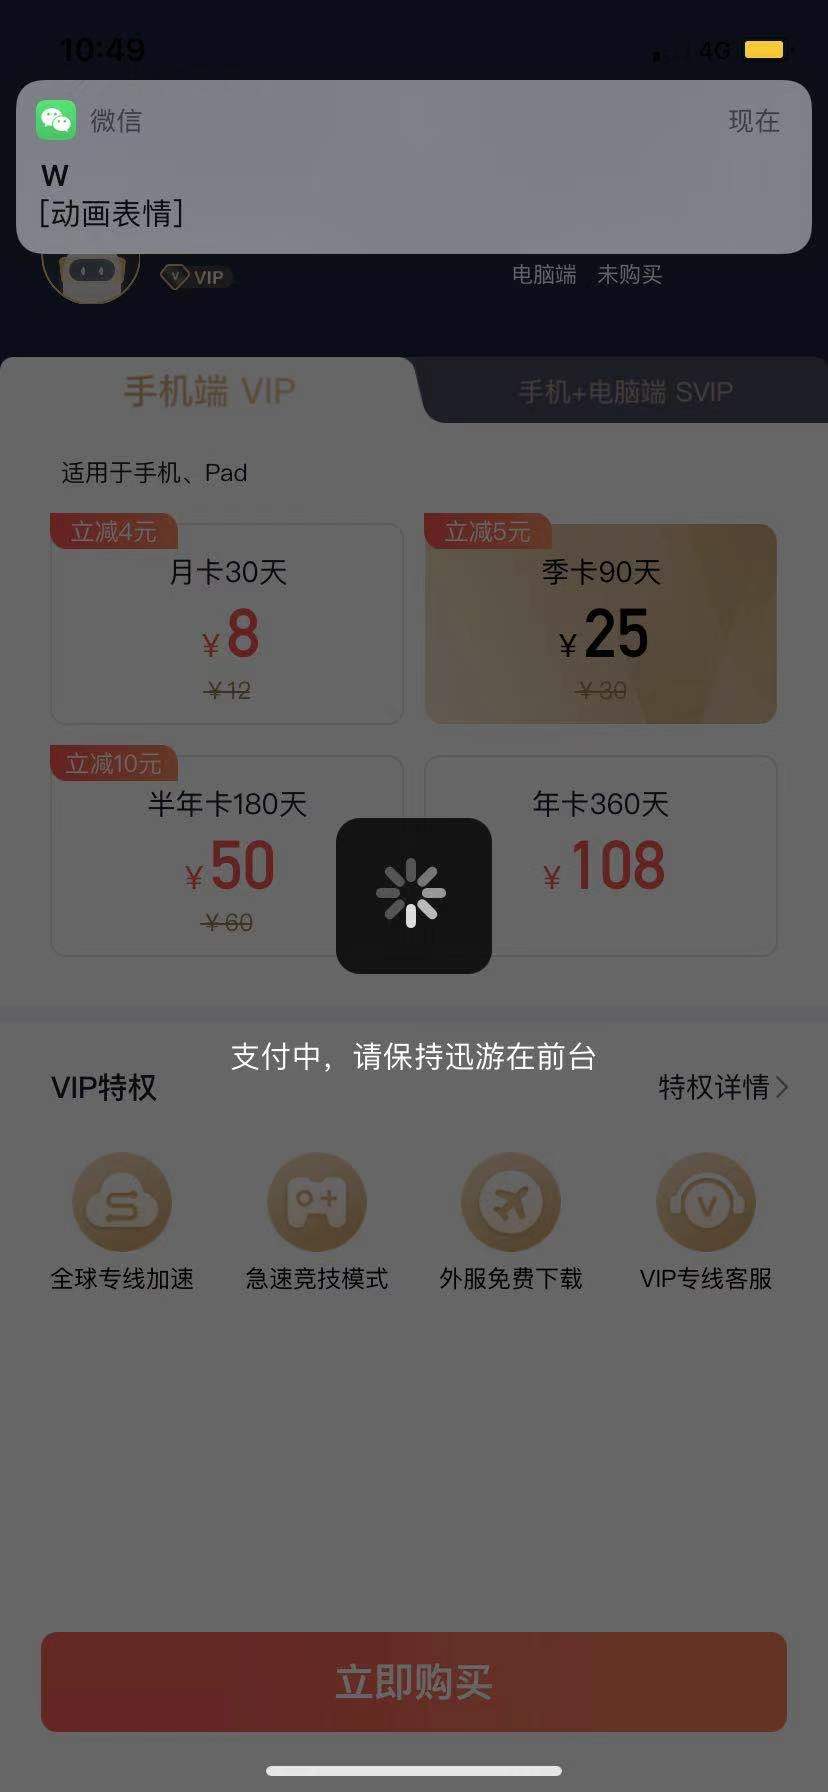 10:49
4G
微信
现在
W
[动画表情]
VIP
电脑端 未购买
手机端 VIP
手机+电脑端 SVIP
适用于手机、Pad
立减4元
立减5元
月卡30天
季卡90天
¥8
¥25
¥12
¥30
立减10元
半年卡180天
年卡360天
¥50
¥108
¥60
支付中，请保持迅游在前台
VIP特权
特权详情
全球专线加速
急速竞技模式
外服免费下载
VIP专线客服
立即购买